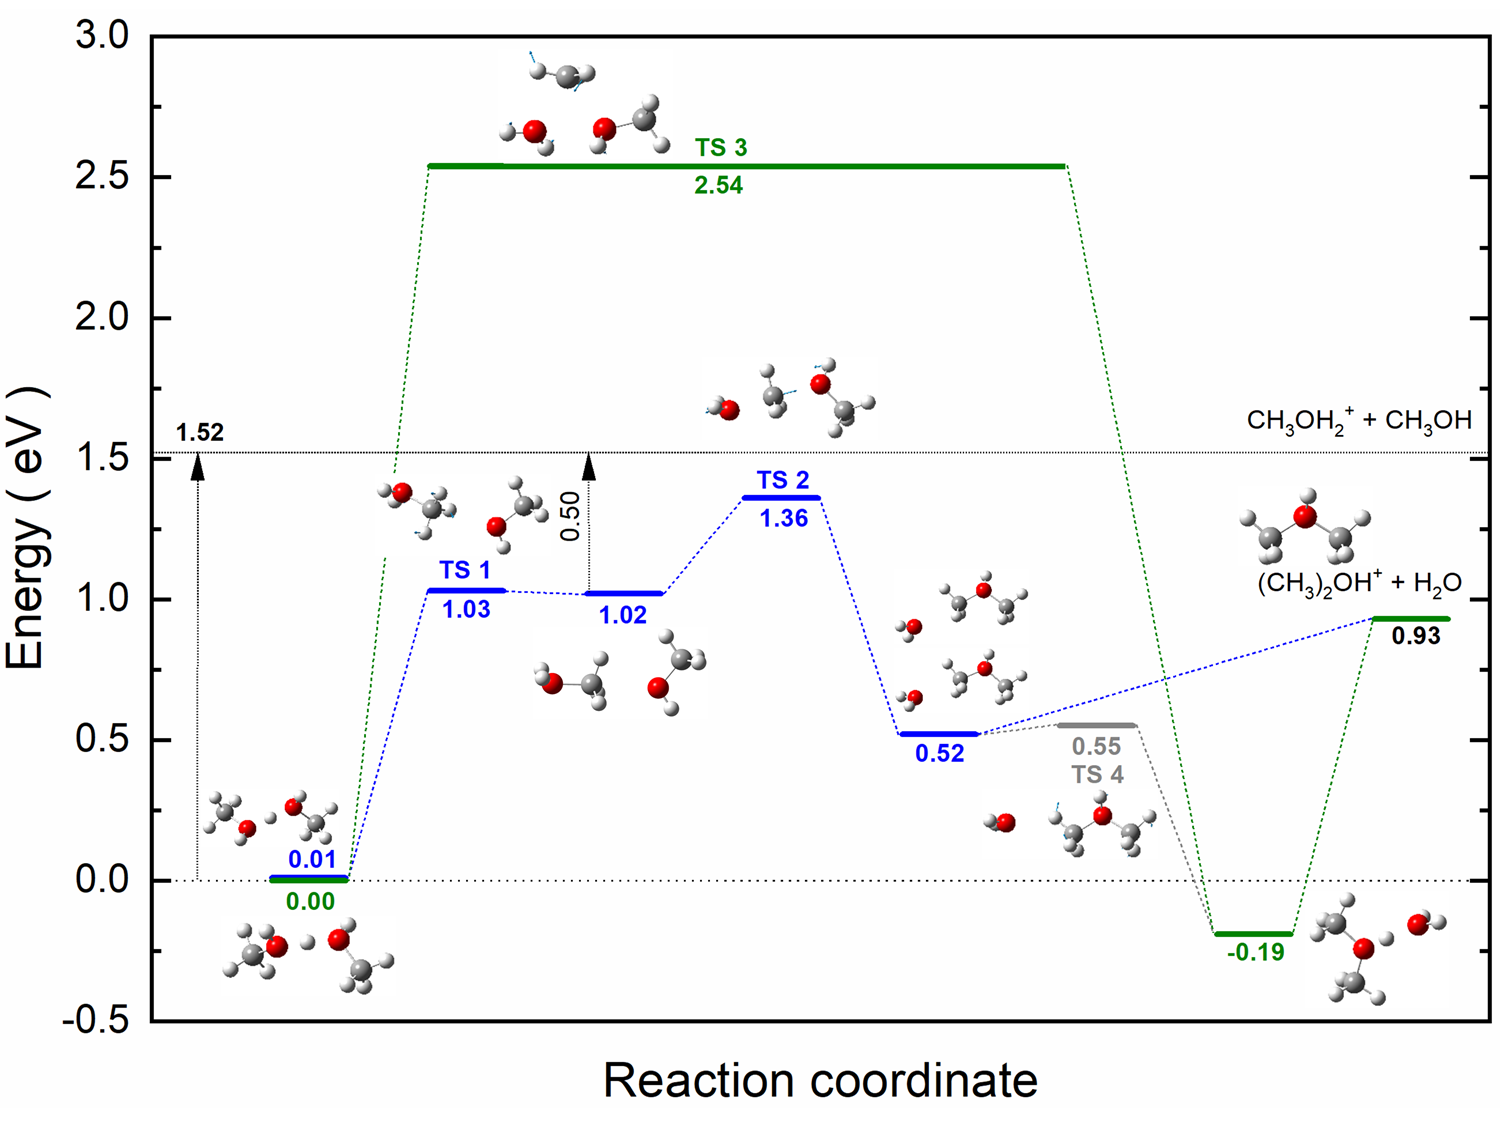 3.0
TS 3
2.5
2.54
2.0
Energy ( eV )
CH₃OH₂⁺ + CH₃OH
1.52
1.5
TS 2
1.36
0.50
TS 1
1.03
1.02
1.0
(CH₃)₂OH⁺ + H₂O
0.93
0.5
0.52
0.55
TS 4
0.01
0.0
0.00
-0.19
-0.5
Reaction coordinate